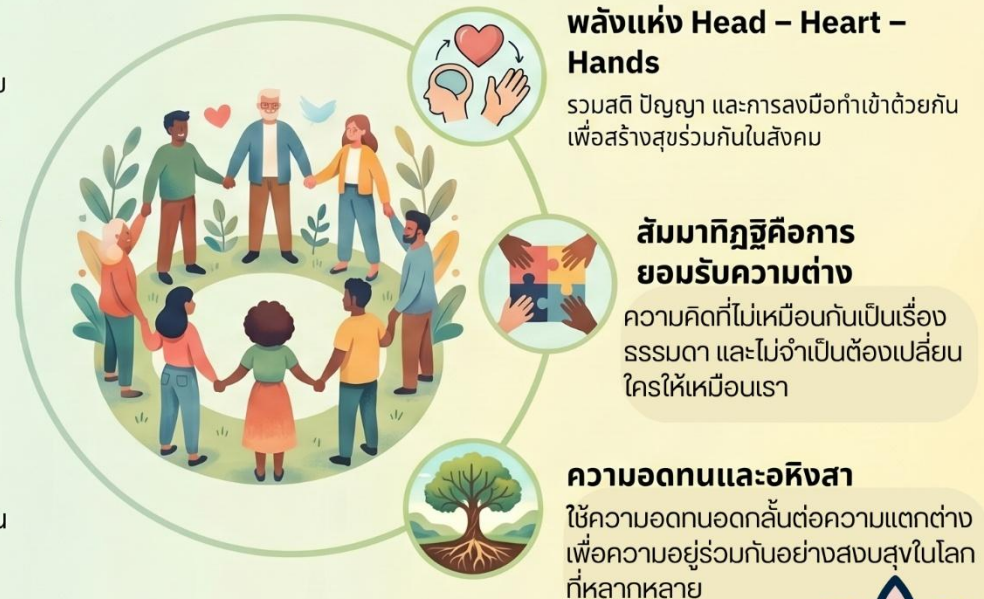 พลังแห่ง Head – Heart –
Hands
รวมสติ ปัญญา และการลงมือทำเข้าด้วยกัน
เพื่อสร้างสุขร่วมกันในสังคม
สัมมาทิฏฐิคือการ
ยอมรับความต่าง
ความคิดที่ไม่เหมือนกันเป็นเรื่อง
ธรรมดา และไม่จำเป็นต้องเปลี่ยน
ใครให้เหมือนเรา
ความอดทนและอหิงสา
ใช้ความอดทนอดกลั้นต่อความแตกต่าง
เพื่อความอยู่ร่วมกันอย่างสงบสุขในโลก
ที่หลากหลาย